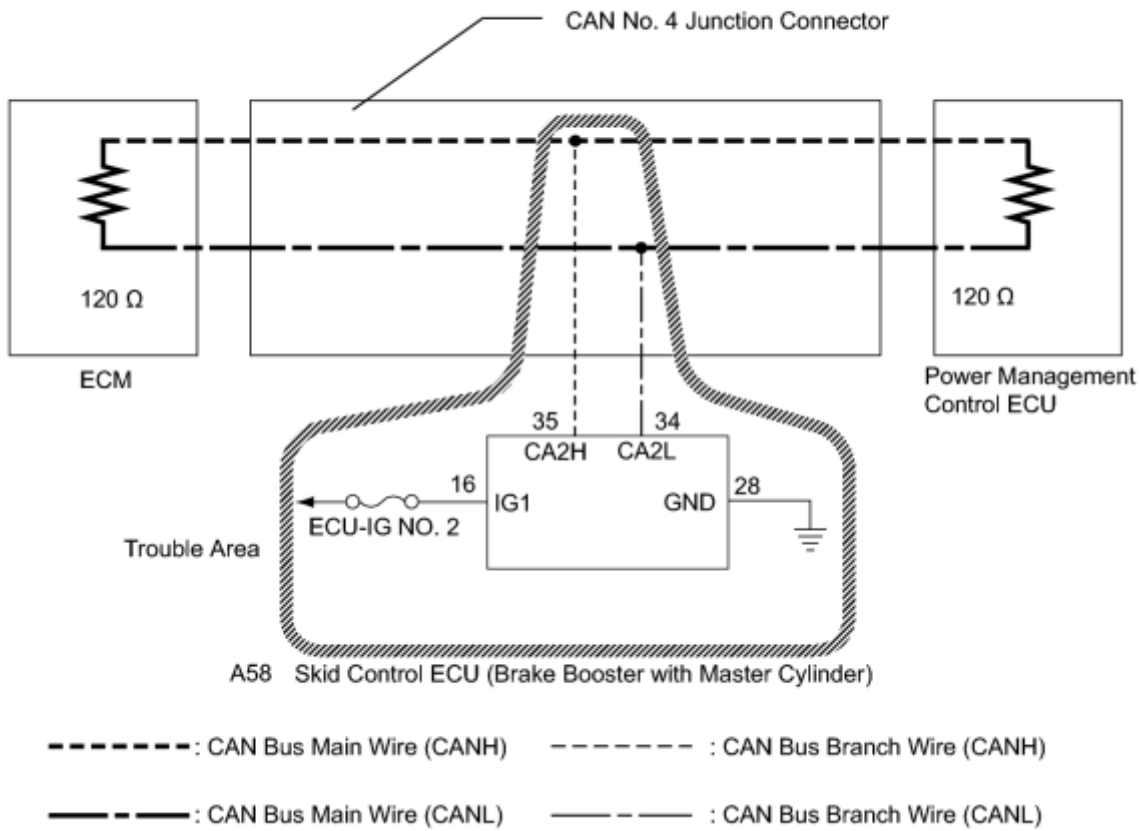 CAN No. 4 Junction Connector
120 Ω
120 Ω
ECM
Power Management
Control ECU
35
34
CA2H
CA2L
16
IG1
GND
28
ECU-IG NO. 2
Trouble Area
A58 Skid Control ECU (Brake Booster with Master Cylinder)
: CAN Bus Main Wire (CANH)
: CAN Bus Branch Wire (CANH)
: CAN Bus Main Wire (CANL)
: CAN Bus Branch Wire (CANL)